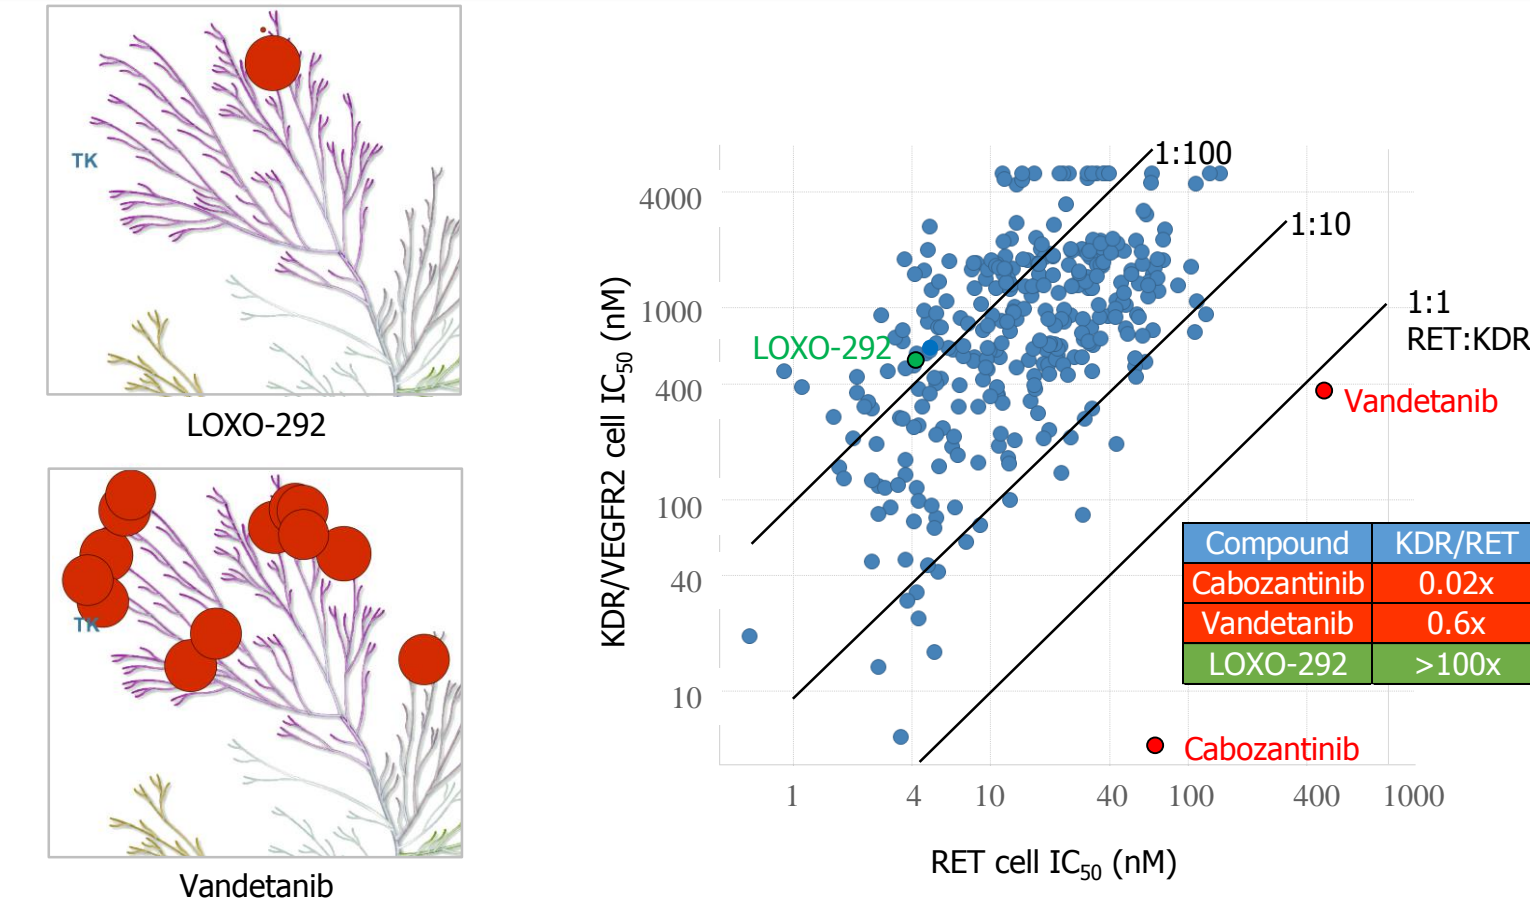 TK
LOXO-292
TK
Vandetanib
KDR/VEGFR2 cell IC50 (nM)
4000
1000
400
100
40
10
1:100
1:10
1:1
RET:KDR
LOXO-292
Vandetanib
Cabozantinib
Compound KDR/RET
Cabozantinib 0.02x
Vandetanib 0.6x
LOXO-292 >100x
1 4 10 40 100 400 1000
RET cell IC50 (nM)